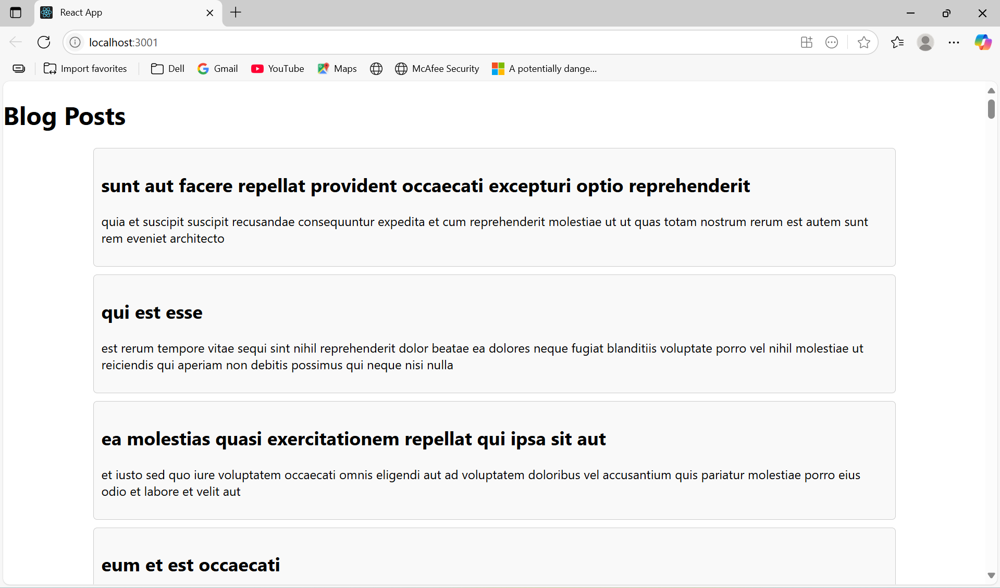 React App
localhost:3001
Import favorites Dell Gmail YouTube Maps McAfee Security A potentially dange...
Blog Posts
sunt aut facere repellat provident occaecati excepturi optio reprehenderit
quia et suscipit suscipit recusandae consequuntur expedita et cum reprehenderit molestiae ut ut quas totam nostrum rerum est autem sunt
rem eveniet architecto
qui est esse
est rerum tempore vitae sequi sint nihil reprehenderit dolor beatae ea dolores neque fugiat blanditiis voluptate porro vel nihil molestiae ut
reiciendis qui aperiam non debitis possimus qui neque nisi nulla
ea molestias quasi exercitationem repellat qui ipsa sit aut
et iusto sed quo iure voluptatem occaecati omnis eligendi aut ad voluptatem doloribus vel accusantium quis pariatur molestiae porro eius
odio et labore et velit aut
eum et est occaecati